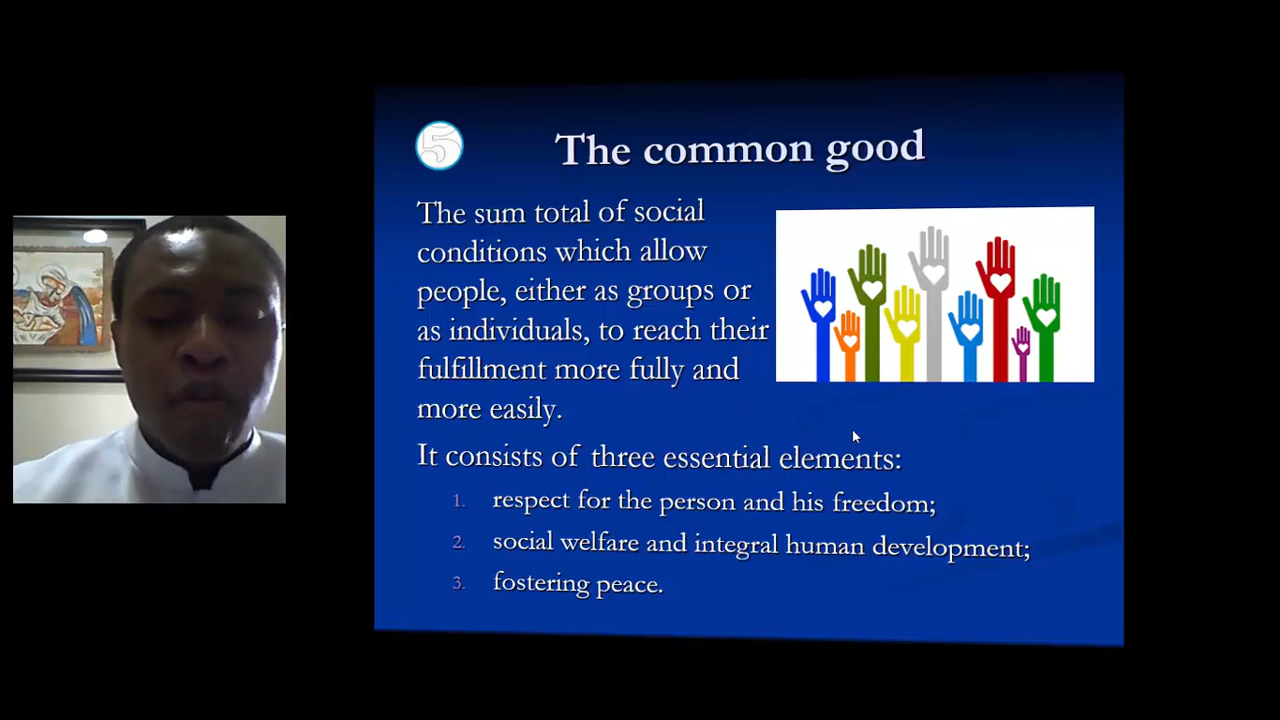 5
The common good
The sum total of social
conditions which allow
people, either as groups or
as individuals, to reach their
fulfillment more fully and
more easily.
It consists of three essential elements:
1. respect for the person and his freedom;
2. social welfare and integral human development;
3. fostering peace.